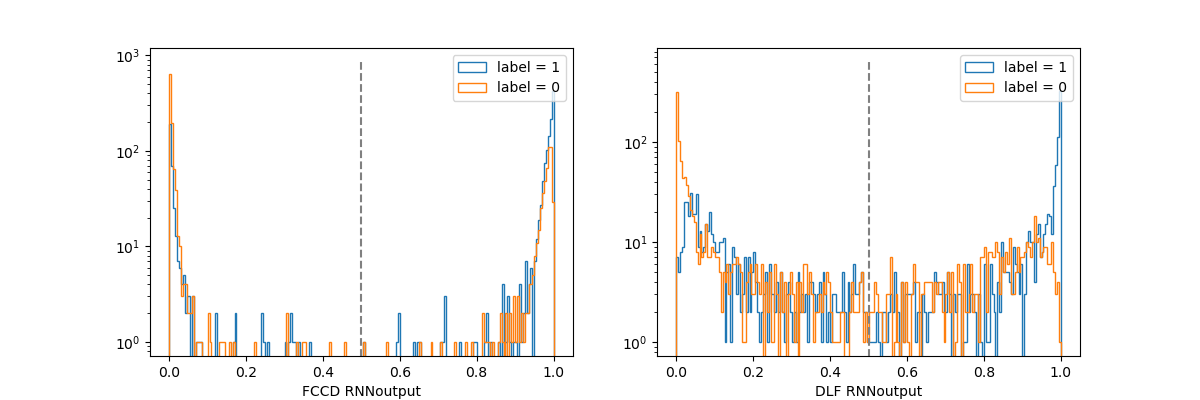 10³
10²
10¹
10⁰
0.0 0.2 0.4 0.6 0.8 1.0
FCCD RNNoutput
label = 1
label = 0
10²
10¹
10⁰
0.0 0.2 0.4 0.6 0.8 1.0
DLF RNNoutput
label = 1
label = 0